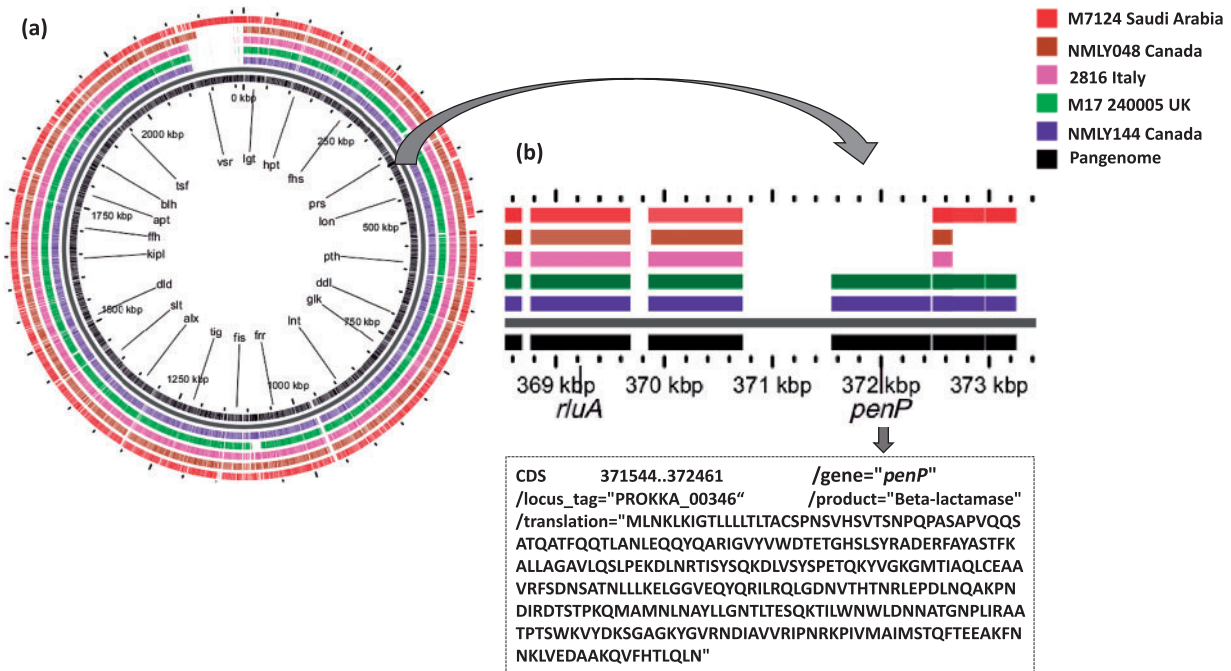 (a)
0 kbp
250 kbp
500 kbp
750 kbp
1000 kbp
1250 kbp
1500 kbp
1750 kbp
2000 kbp
vsr
lgt
hpt
fhs
prs
lon
pth
ddl
glk
lnt
frr
fis
tig
alx
slt
dld
kipI
ffh
apt
blh
tsf
M7124 Saudi Arabia
NMLY048 Canada
2816 Italy
M17 240005 UK
NMLY144 Canada
Pangenome
(b)
369 kbp 370 kbp 371 kbp 372 kbp 373 kbp
rluA penP
CDS 371544..372461 /gene="penP"
/locus_tag="PROKKA_00346“ /product="Beta-lactamase"
/translation="MLNKLKIGTLLLLTLTACSPNSVHSVTSNPQPASAPVQQS
ATQATFQQTLANLEQQYQARIGVYVWDTETGHSLSYRADERFAYASTFK
ALLAGAVLQSLPEKDLNRTISYSQKDLVSYSPETQKYVGKGMTIAQLCEAA
VRFSDNSATNLLLKELGGVEQYQRILRQLGDNVTHTNRLEPDLNQAKPN
DIRDTSTPKQMAMNLNAYLLGNTLTESQKTILWNWLDNNATGNPLIRAA
TPTSWKVYDKSGAGKYGVRNDIAVVRIPNRKPIVMAIMSTQFTEEAKFN
NKLVEDAAKQVFHTLQLN"